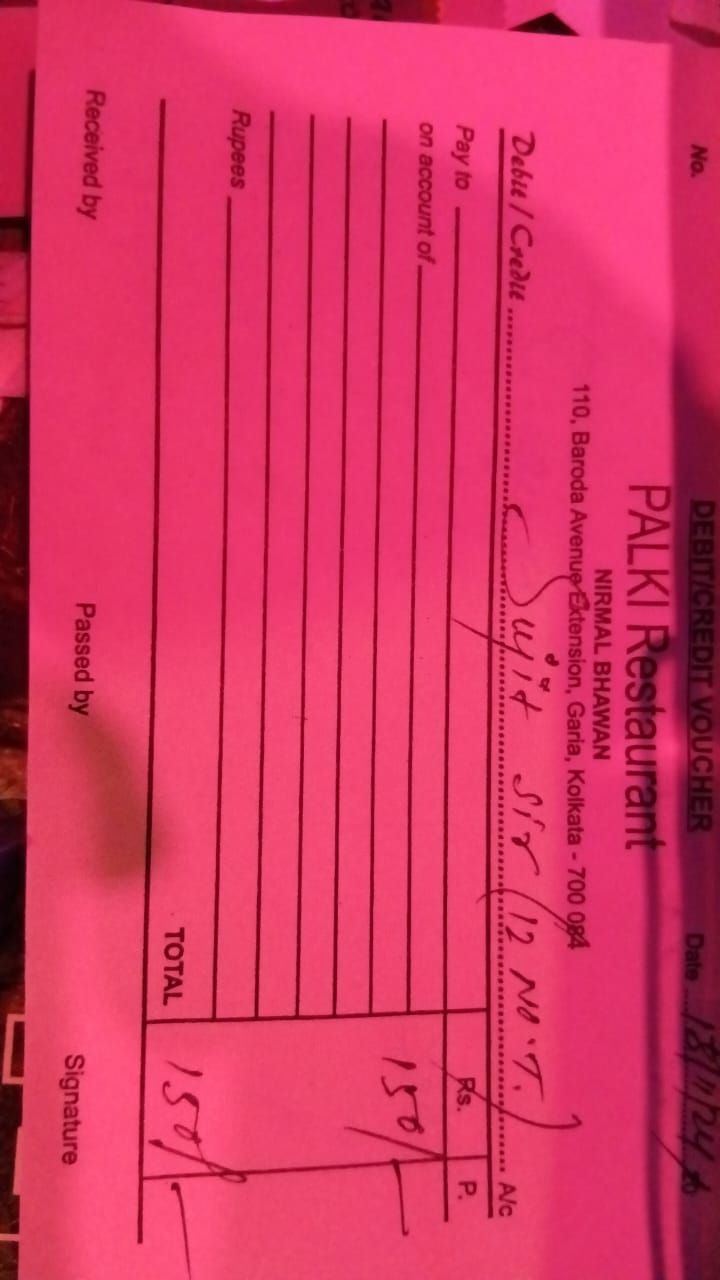 DEBIT/CREDIT VOUCHER
No. Date 18/11/24
PALKI Restaurant
NIRMAL BHAWAN
110, Baroda Avenue Extension, Garia, Kolkata - 700 084
Debit / Credit Sujit sir (12 NO.T.) A/c
Pay to Rs. P.
on account of 150/-
Rupees
TOTAL 150/-
Received by Passed by Signature